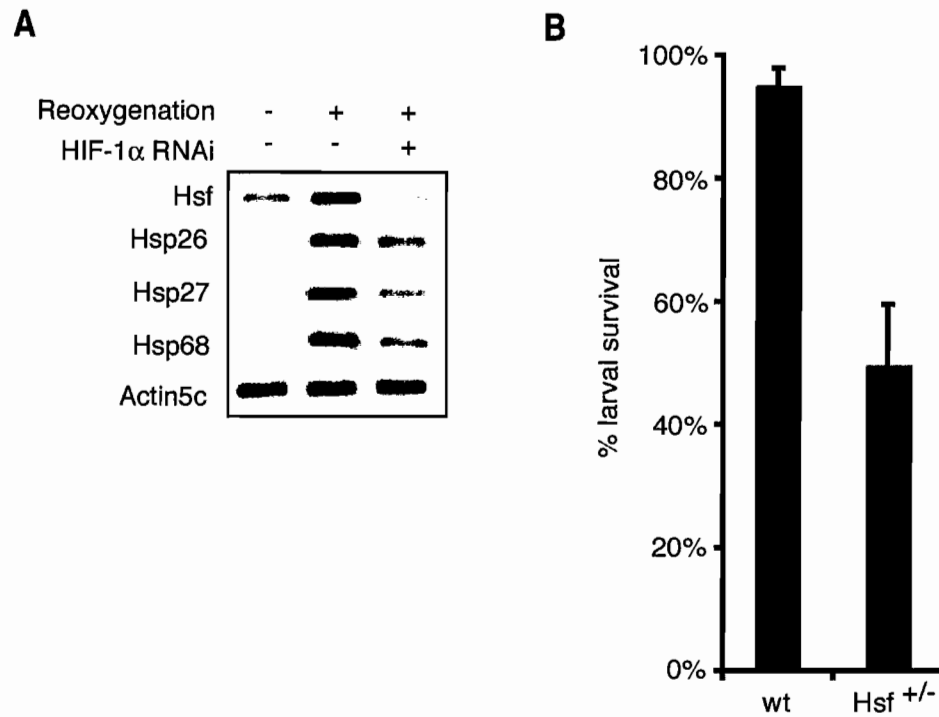 A
Reoxygenation - + +
HIF-1α RNAi - - +
Hsf
Hsp26
Hsp27
Hsp68
Actin5c
B
100%
80%
60%
40%
20%
0%
% larval survival
wt
Hsf +/-